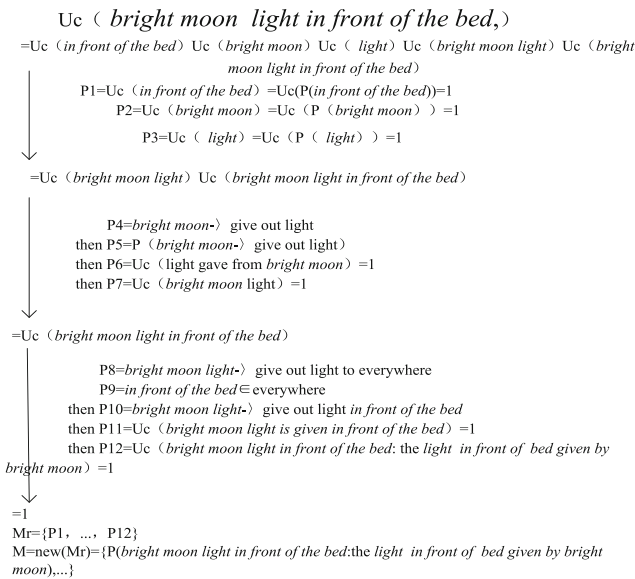 Uc（ bright moon light in front of the bed,）
=Uc（in front of the bed）Uc（bright moon）Uc（ light）Uc（bright moon light）Uc（bright
moon light in front of the bed）
P1=Uc（in front of the bed）=Uc(P(in front of the bed))=1
P2=Uc（bright moon）=Uc（P（bright moon））=1
P3=Uc（ light）=Uc（P（ light））=1
=Uc（bright moon light）Uc（bright moon light in front of the bed）
P4=bright moon-〉give out light
then P5=P（bright moon-〉give out light）
then P6=Uc（light gave from bright moon）=1
then P7=Uc（bright moon light）=1
=Uc（bright moon light in front of the bed）
P8=bright moon light-〉give out light to everywhere
P9=in front of the bed∈everywhere
then P10=bright moon light-〉give out light in front of the bed
then P11=Uc（bright moon light is given in front of the bed）=1
then P12=Uc（bright moon light in front of the bed: the light in front of bed given by
bright moon）=1
=1
Mr={P1，...，P12}
M=new(Mr)={P(bright moon light in front of the bed:the light in front of bed given by bright
moon),...}